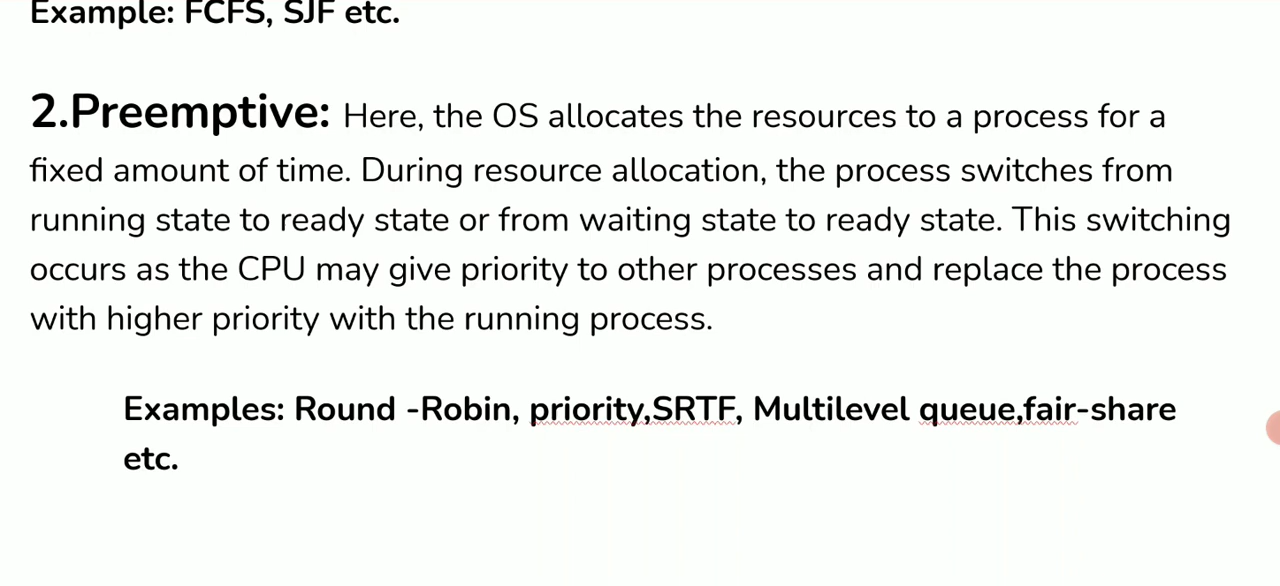 Example: FCFS, SJF etc.
2.Preemptive: Here, the OS allocates the resources to a process for a
fixed amount of time. During resource allocation, the process switches from
running state to ready state or from waiting state to ready state. This switching
occurs as the CPU may give priority to other processes and replace the process
with higher priority with the running process.
Examples: Round -Robin, priority,SRTF, Multilevel queue,fair-share
etc.